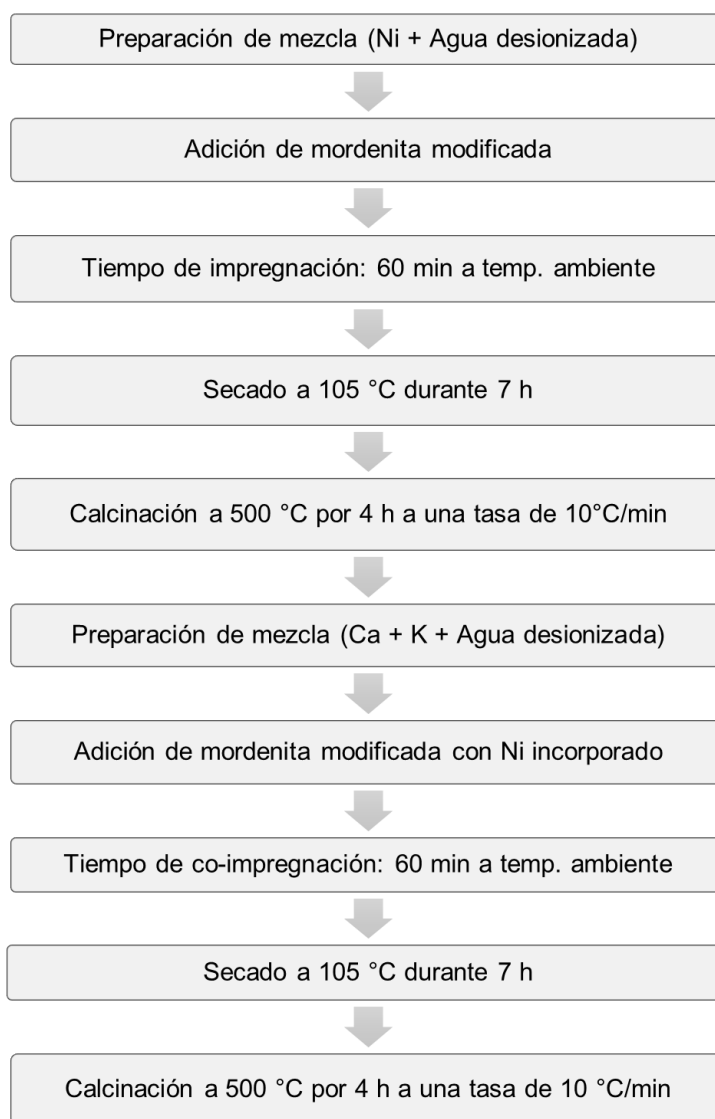 Preparación de mezcla (Ni + Agua desionizada)
Adición de mordenita modificada
Tiempo de impregnación: 60 min a temp. ambiente
Secado a 105 °C durante 7 h
Calcinación a 500 °C por 4 h a una tasa de 10°C/min
Preparación de mezcla (Ca + K + Agua desionizada)
Adición de mordenita modificada con Ni incorporado
Tiempo de co-impregnación: 60 min a temp. ambiente
Secado a 105 °C durante 7 h
Calcinación a 500 °C por 4 h a una tasa de 10 °C/min